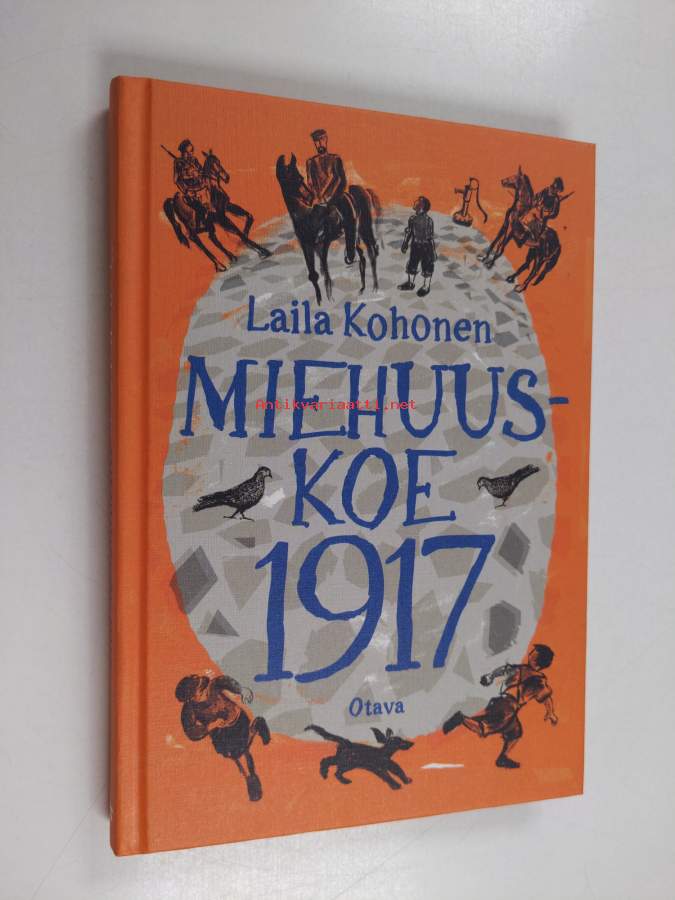 Laila Kohonen
MIEHUUS-
Antikvariaatti.net
KOE
1917
Otava